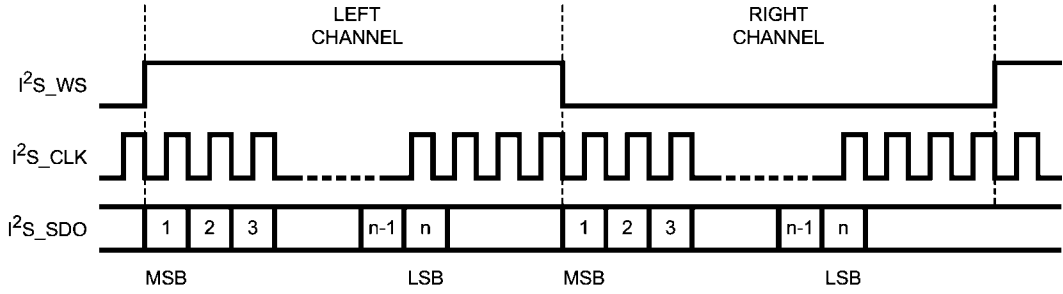 LEFT
CHANNEL
RIGHT
CHANNEL
I²S_WS
I²S_CLK
I²S_SDO
1 2 3 n-1 n 1 2 3 n-1 n
MSB LSB MSB LSB